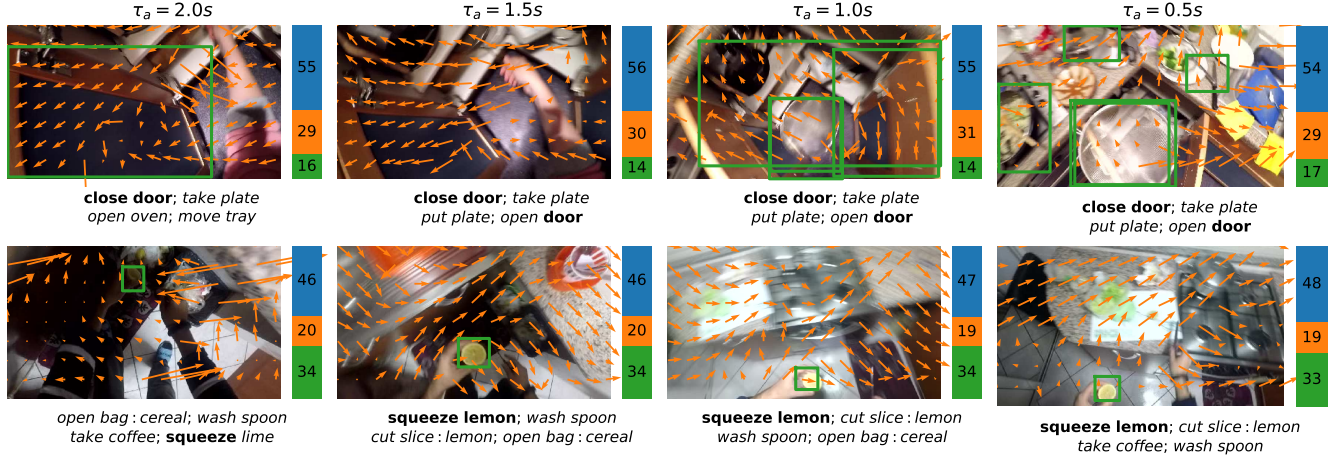 τₐ = 2.0s
τₐ = 1.5s
τₐ = 1.0s
τₐ = 0.5s
55
29
16
56
30
14
55
31
14
54
29
17
close door; take plate
open oven; move tray
close door; take plate
put plate; open door
close door; take plate
put plate; open door
close door; take plate
put plate; open door
46
20
34
46
20
34
47
19
34
48
19
33
open bag : cereal; wash spoon
take coffee; squeeze lime
squeeze lemon; wash spoon
cut slice : lemon; open bag : cereal
squeeze lemon; cut slice : lemon
wash spoon; open bag : cereal
squeeze lemon; cut slice : lemon
take coffee; wash spoon